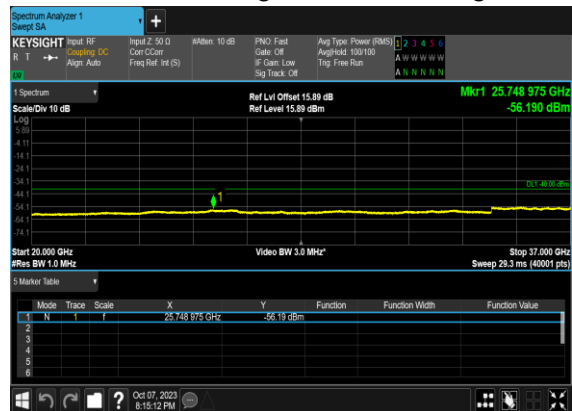 Spectrum Analyzer 1
Swept SA
+
KEYSIGHT Input: RF Input Z: 50 Ω #Atten: 10 dB PNO: Fast Avg Type: Power (RMS) 1 2 3 4 5 6
R T Coupling: DC Corr CCorr Gate: Off Avg|Hold: 100/100 A W W W W W
Align: Auto Freq Ref: Int (S) IF Gain: Low Trig: Free Run
Sig Track: Off A N N N N N
LXI
1 Spectrum Ref Lvl Offset 15.89 dB Mkr1 25.748 975 GHz
Scale/Div 10 dB Ref Level 15.89 dBm -56.190 dBm
Log
5.89
-4.11
-14.1
-24.1
-34.1 DL1 -40.00 dBm
-44.1 1
-54.1
-64.1
-74.1
Start 20.000 GHz Video BW 3.0 MHz* Stop 37.000 GHz
#Res BW 1.0 MHz Sweep 29.3 ms (40001 pts)
5 Marker Table
Mode Trace Scale X Y Function Function Width Function Value
1 N 1 f 25.748 975 GHz -56.19 dBm
2
3
4
5
6
? Oct 07, 2023
8:15:12 PM